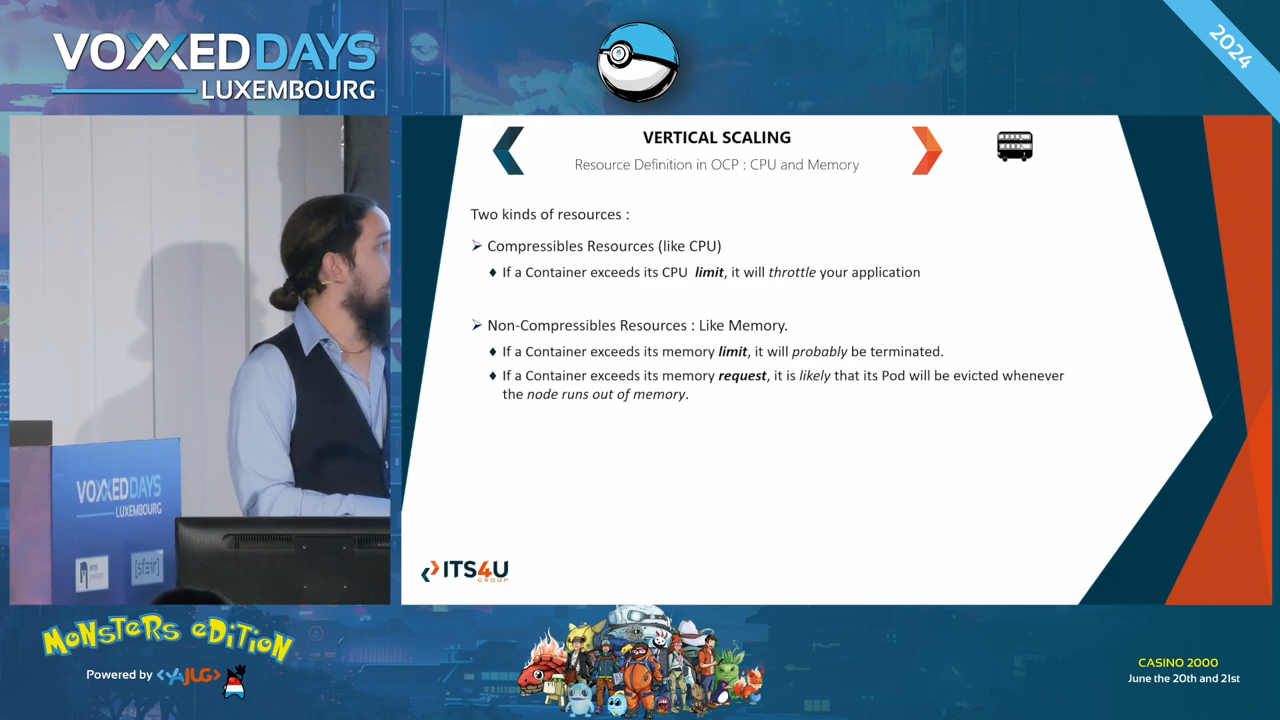 VOXXEDDAYS
LUXEMBOURG
2024
VERTICAL SCALING
Resource Definition in OCP : CPU and Memory
Two kinds of resources :
Compressibles Resources (like CPU)
If a Container exceeds its CPU limit, it will throttle your application
Non-Compressibles Resources : Like Memory.
If a Container exceeds its memory limit, it will probably be terminated.
If a Container exceeds its memory request, it is likely that its Pod will be evicted whenever
the node runs out of memory.
ITS4U
GROUP
VOXXEDDAYS
LUXEMBOURG
[sfeir]
MONSTERS EDITION
Powered by <YAJUG>
CASINO 2000
June the 20th and 21st